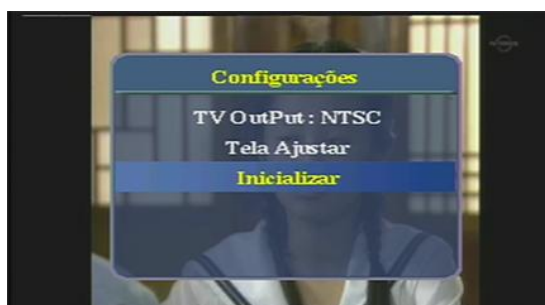 Configurações
TV OutPut : NTSC
Tela Ajustar
Inicializar